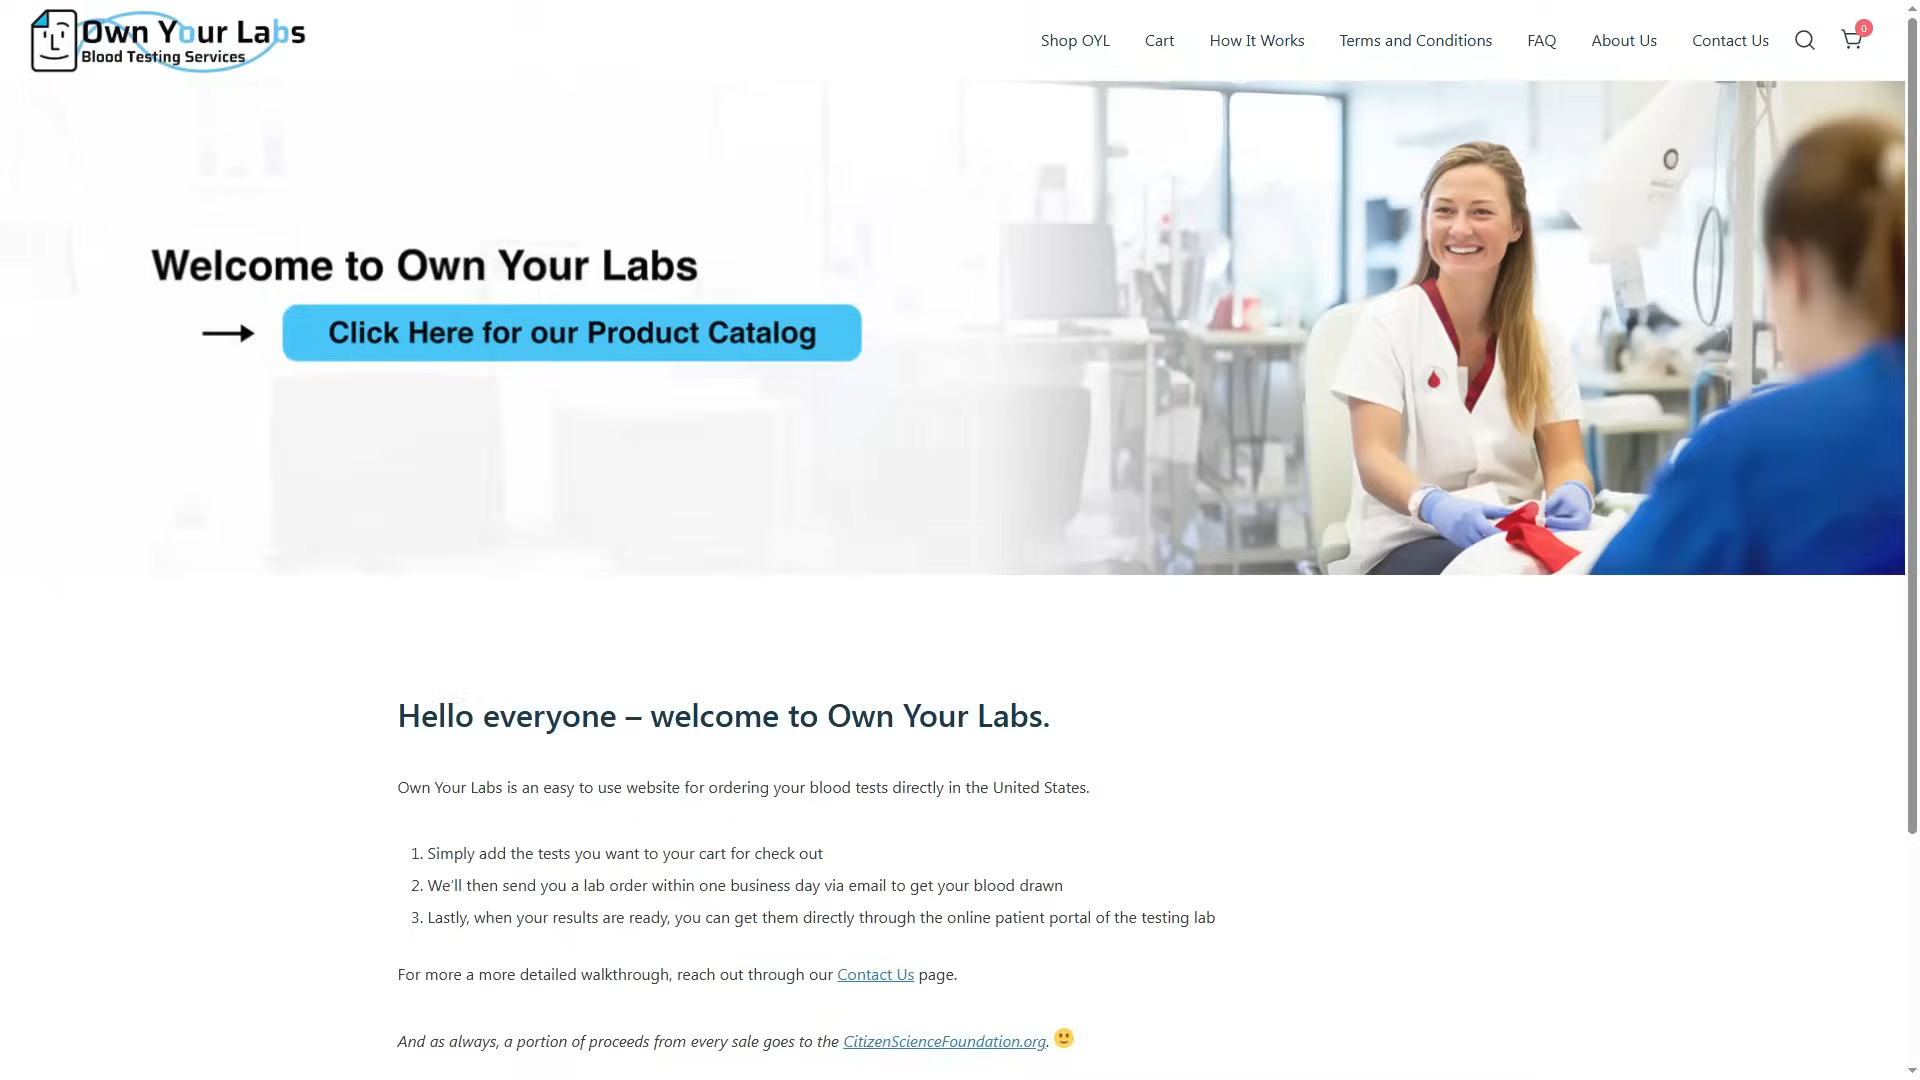 Own Your Labs
Blood Testing Services
Shop OYL
Cart
How It Works
Terms and Conditions
FAQ
About Us
Contact Us
0
Welcome to Own Your Labs
Click Here for our Product Catalog
Hello everyone – welcome to Own Your Labs.
Own Your Labs is an easy to use website for ordering your blood tests directly in the United States.
1. Simply add the tests you want to your cart for check out
2. We'll then send you a lab order within one business day via email to get your blood drawn
3. Lastly, when your results are ready, you can get them directly through the online patient portal of the testing lab
For more a more detailed walkthrough, reach out through our Contact Us page.
And as always, a portion of proceeds from every sale goes to the CitizenScienceFoundation.org. 🙂